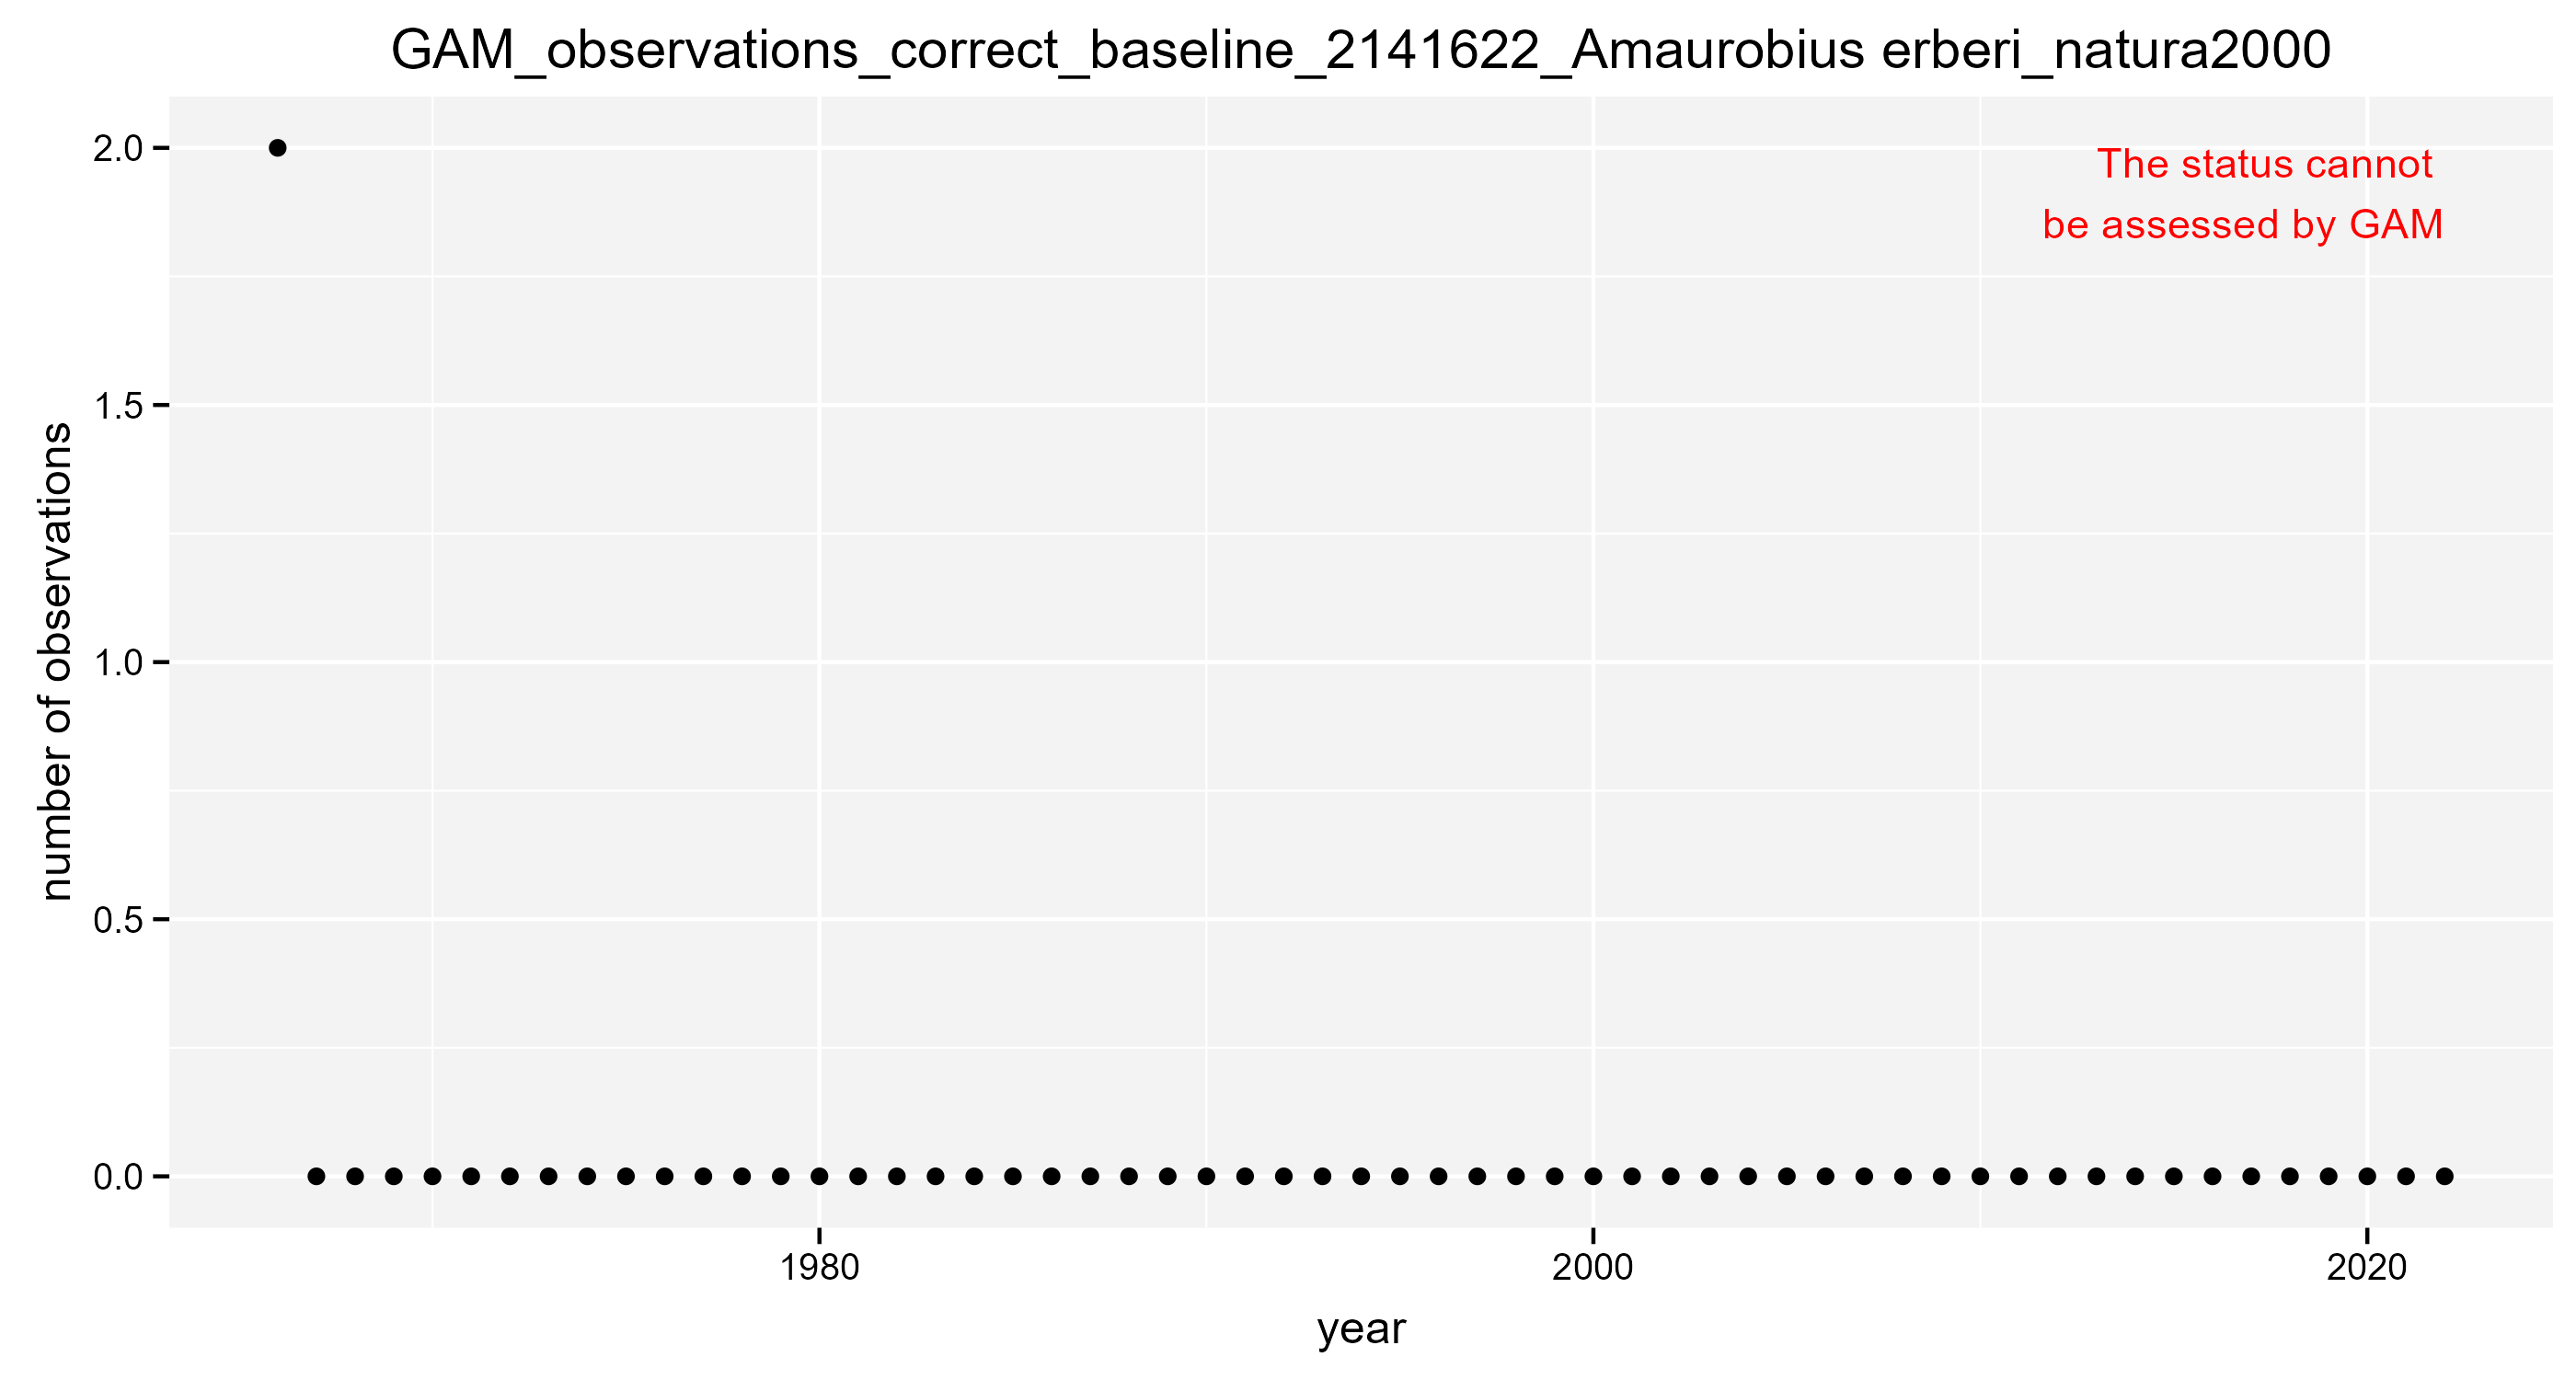 GAM_observations_correct_baseline_2141622_Amaurobius erberi_natura2000
2.0
The status cannot
be assessed by GAM
1.5
number of observations
1.0
0.5
0.0
1980
2000
2020
year